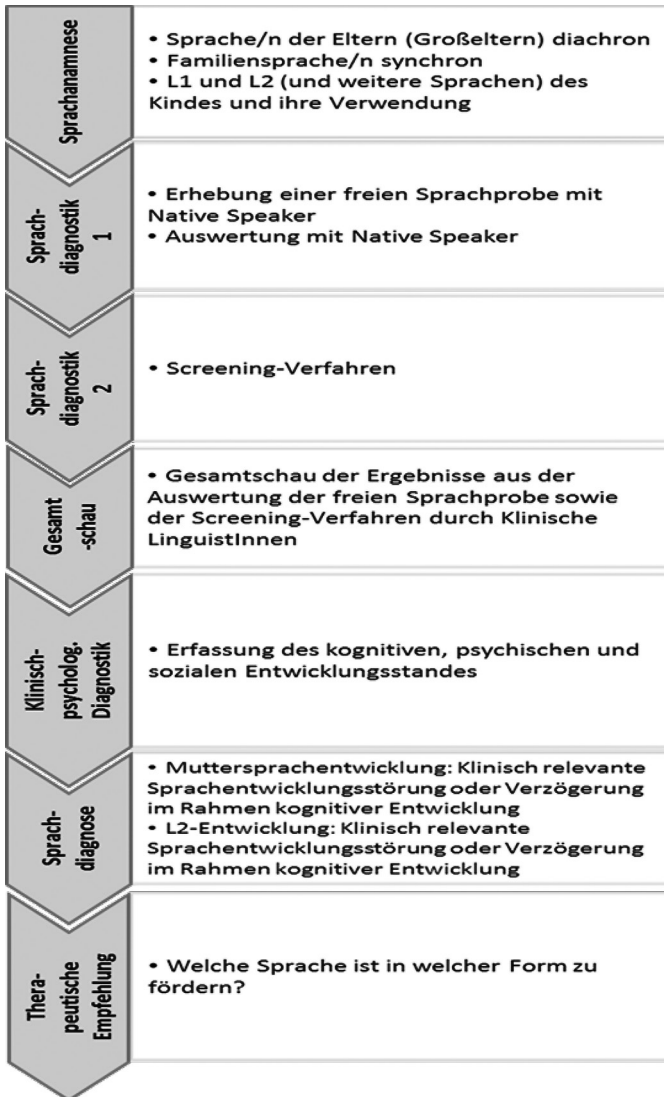 Sprachanamnese
• Sprache/n der Eltern (Großeltern) diachron
• Familiensprache/n synchron
• L1 und L2 (und weitere Sprachen) des
Kindes und ihre Verwendung
Sprach-
diagnostik
1
• Erhebung einer freien Sprachprobe mit
Native Speaker
• Auswertung mit Native Speaker
Sprach-
diagnostik
2
• Screening-Verfahren
Gesamt
-schau
• Gesamtschau der Ergebnisse aus der
Auswertung der freien Sprachprobe sowie
der Screening-Verfahren durch Klinische
LinguistInnen
Klinisch-
psycholog.
Diagnostik
• Erfassung des kognitiven, psychischen und
sozialen Entwicklungsstandes
Sprach-
diagnose
• Muttersprachentwicklung: Klinisch relevante
Sprachentwicklungsstörung oder Verzögerung
im Rahmen kognitiver Entwicklung
• L2-Entwicklung: Klinisch relevante
Sprachentwicklungsstörung oder Verzögerung
im Rahmen kognitiver Entwicklung
Thera-
peutische
Empfehlung
• Welche Sprache ist in welcher Form zu
fördern?